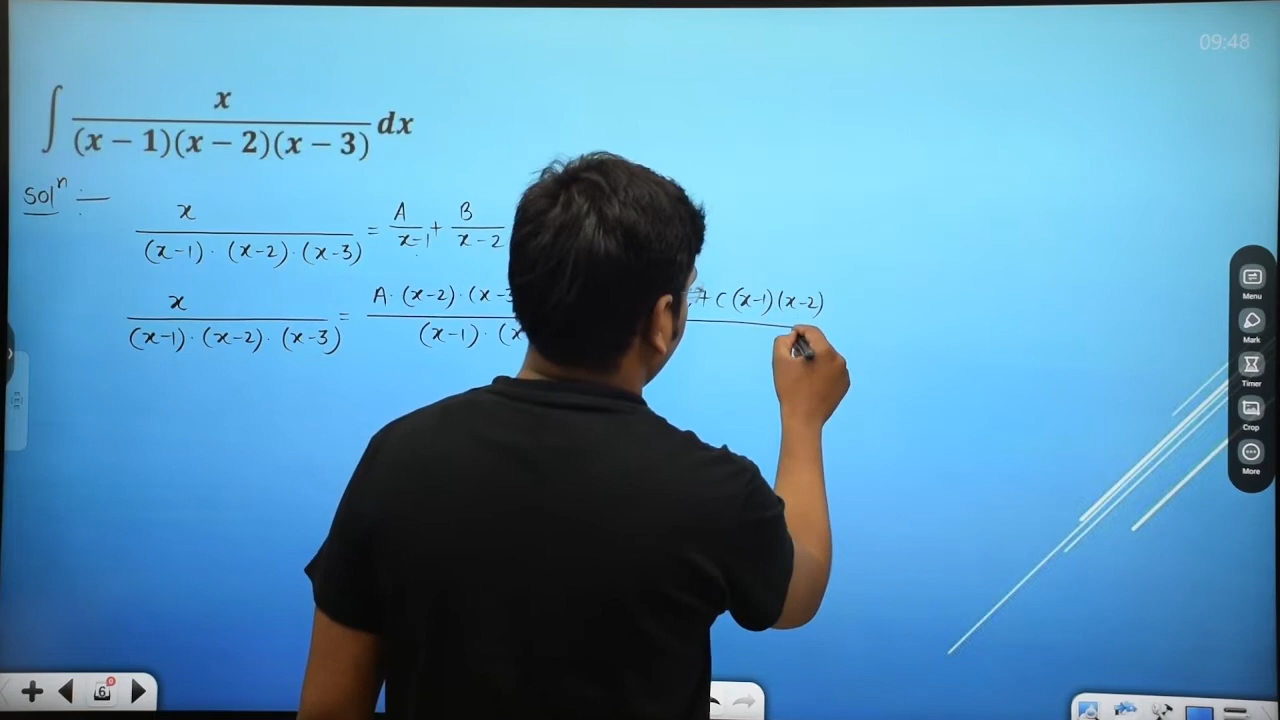 09:48
∫ x / (x − 1)(x − 2)(x − 3) dx
Solⁿ :—
x / (x-1)·(x-2)·(x-3) = A / x-1 + B / x-2
x / (x-1)·(x-2)·(x-3) = A·(x-2)·(x-3 + C(x-1)(x-2) / (x-1)·(x
Menu
Mark
Timer
Crop
More
6